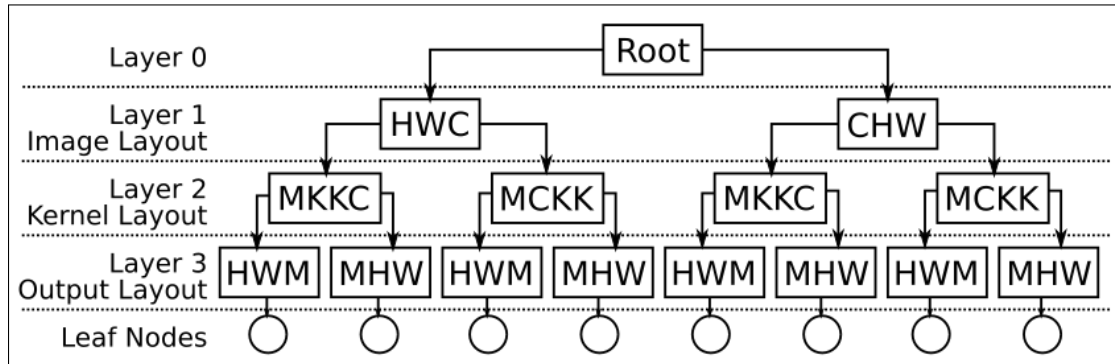 Layer 0
Root
Layer 1
Image Layout
HWC
CHW
Layer 2
Kernel Layout
MKKC
MCKK
MKKC
MCKK
Layer 3
Output Layout
HWM
MHW
HWM
MHW
HWM
MHW
HWM
MHW
Leaf Nodes